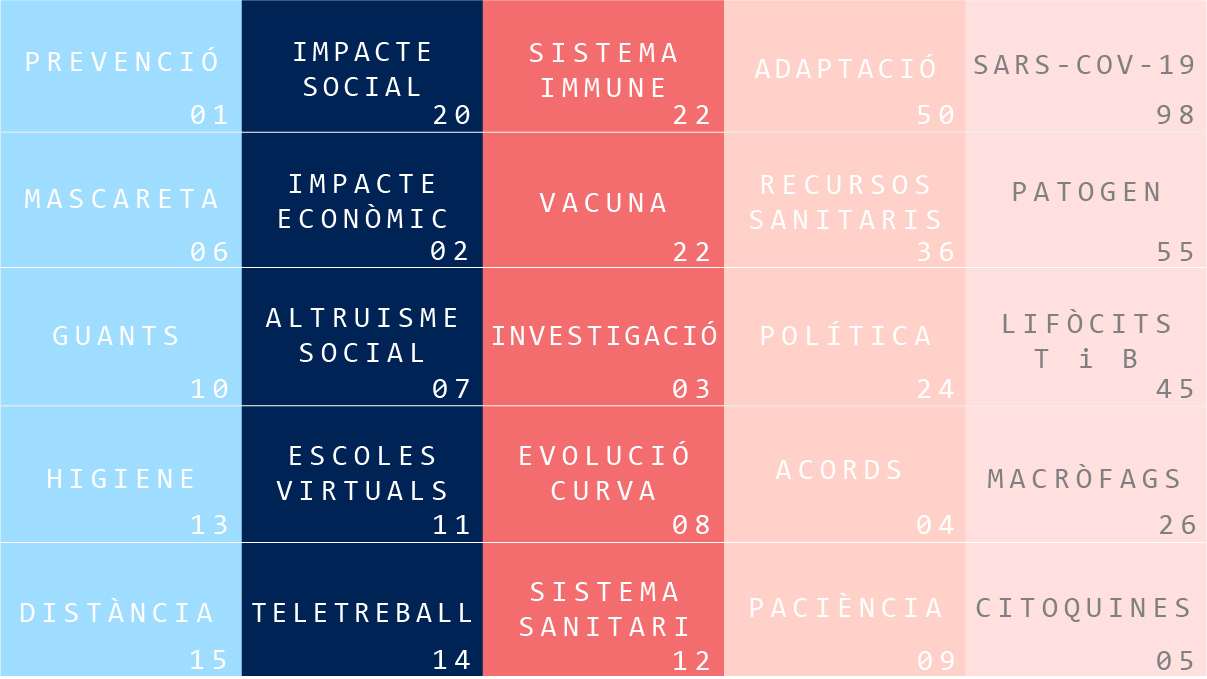 PREVENCIÓ
01
IMPACTE
SOCIAL
20
SISTEMA
IMMUNE
22
ADAPTACIÓ
50
SARS-COV-19
98
MASCARETA
06
IMPACTE
ECONÒMIC
02
VACUNA
22
RECURSOS
SANITARIS
36
PATOGEN
55
GUANTS
10
ALTRUISME
SOCIAL
07
INVESTIGACIÓ
03
POLÍTICA
24
LIFÒCITS
T i B
45
HIGIENE
13
ESCOLES
VIRTUALS
11
EVOLUCIÓ
CURVA
08
ACORDS
04
MACRÒFAGS
26
DISTÀNCIA
15
TELETREBALL
14
SISTEMA
SANITARI
12
PACIÈNCIA
09
CITOQUINES
05